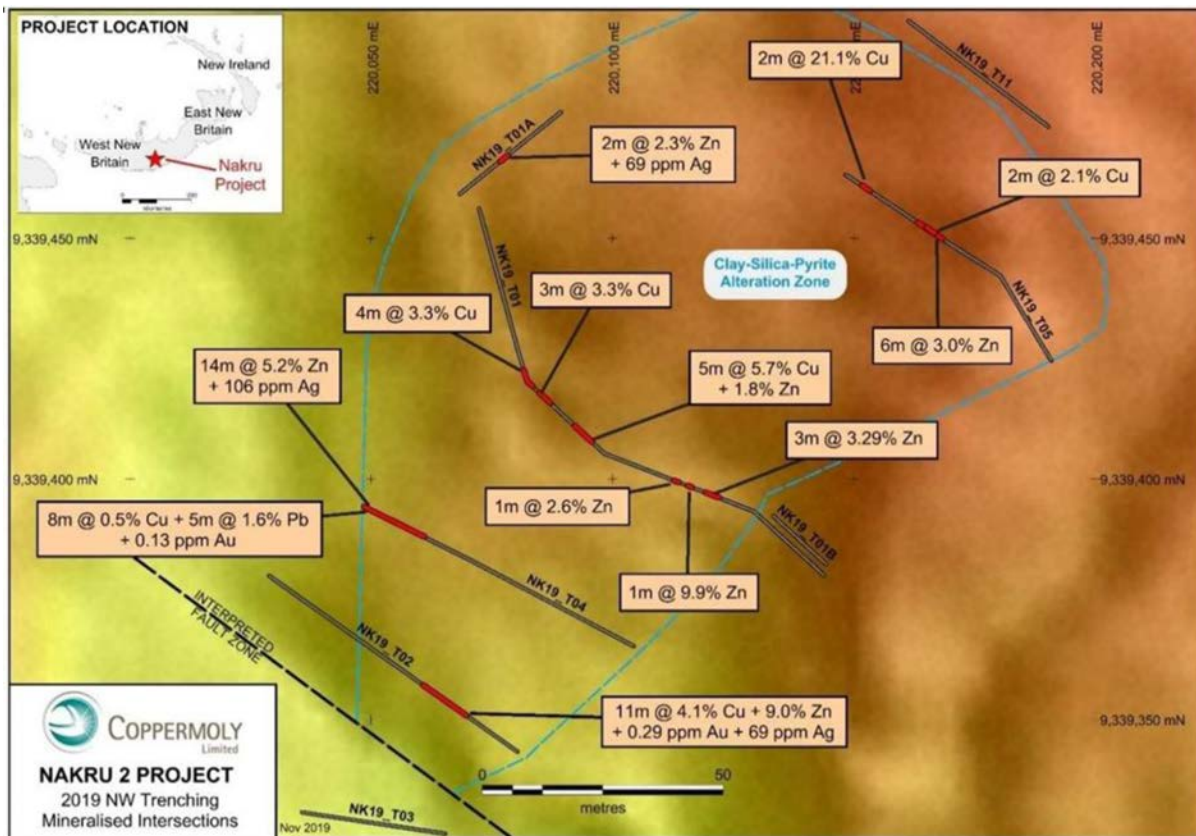 PROJECT LOCATION
New Ireland
East New
Britain
West New
Britain
Nakru
Project
220,050 mE
220,100 mE
mE
220,200 mE
2m @ 21.1% Cu
NK19_T11
NK19_T01A
2m @ 2.3% Zn
+ 69 ppm Ag
2m @ 2.1% Cu
9,339,450 mN
9,339,450 mN
Clay-Silica-Pyrite
Alteration Zone
NK19_T01
3m @ 3.3% Cu
4m @ 3.3% Cu
NK19_T05
6m @ 3.0% Zn
14m @ 5.2% Zn
+ 106 ppm Ag
5m @ 5.7% Cu
+ 1.8% Zn
3m @ 3.29% Zn
9,339,400 mN
9,339,400 mN
1m @ 2.6% Zn
8m @ 0.5% Cu + 5m @ 1.6% Pb
+ 0.13 ppm Au
NK19_T01B
1m @ 9.9% Zn
NK19_T04
INTERPRETED
FAULT ZONE
NK19_T02
11m @ 4.1% Cu + 9.0% Zn
+ 0.29 ppm Au + 69 ppm Ag
9,339,350 mN
COPPERMOLY
Limited
NAKRU 2 PROJECT
2019 NW Trenching
Mineralised Intersections
0
50
metres
NK19_T03
Nov 2019